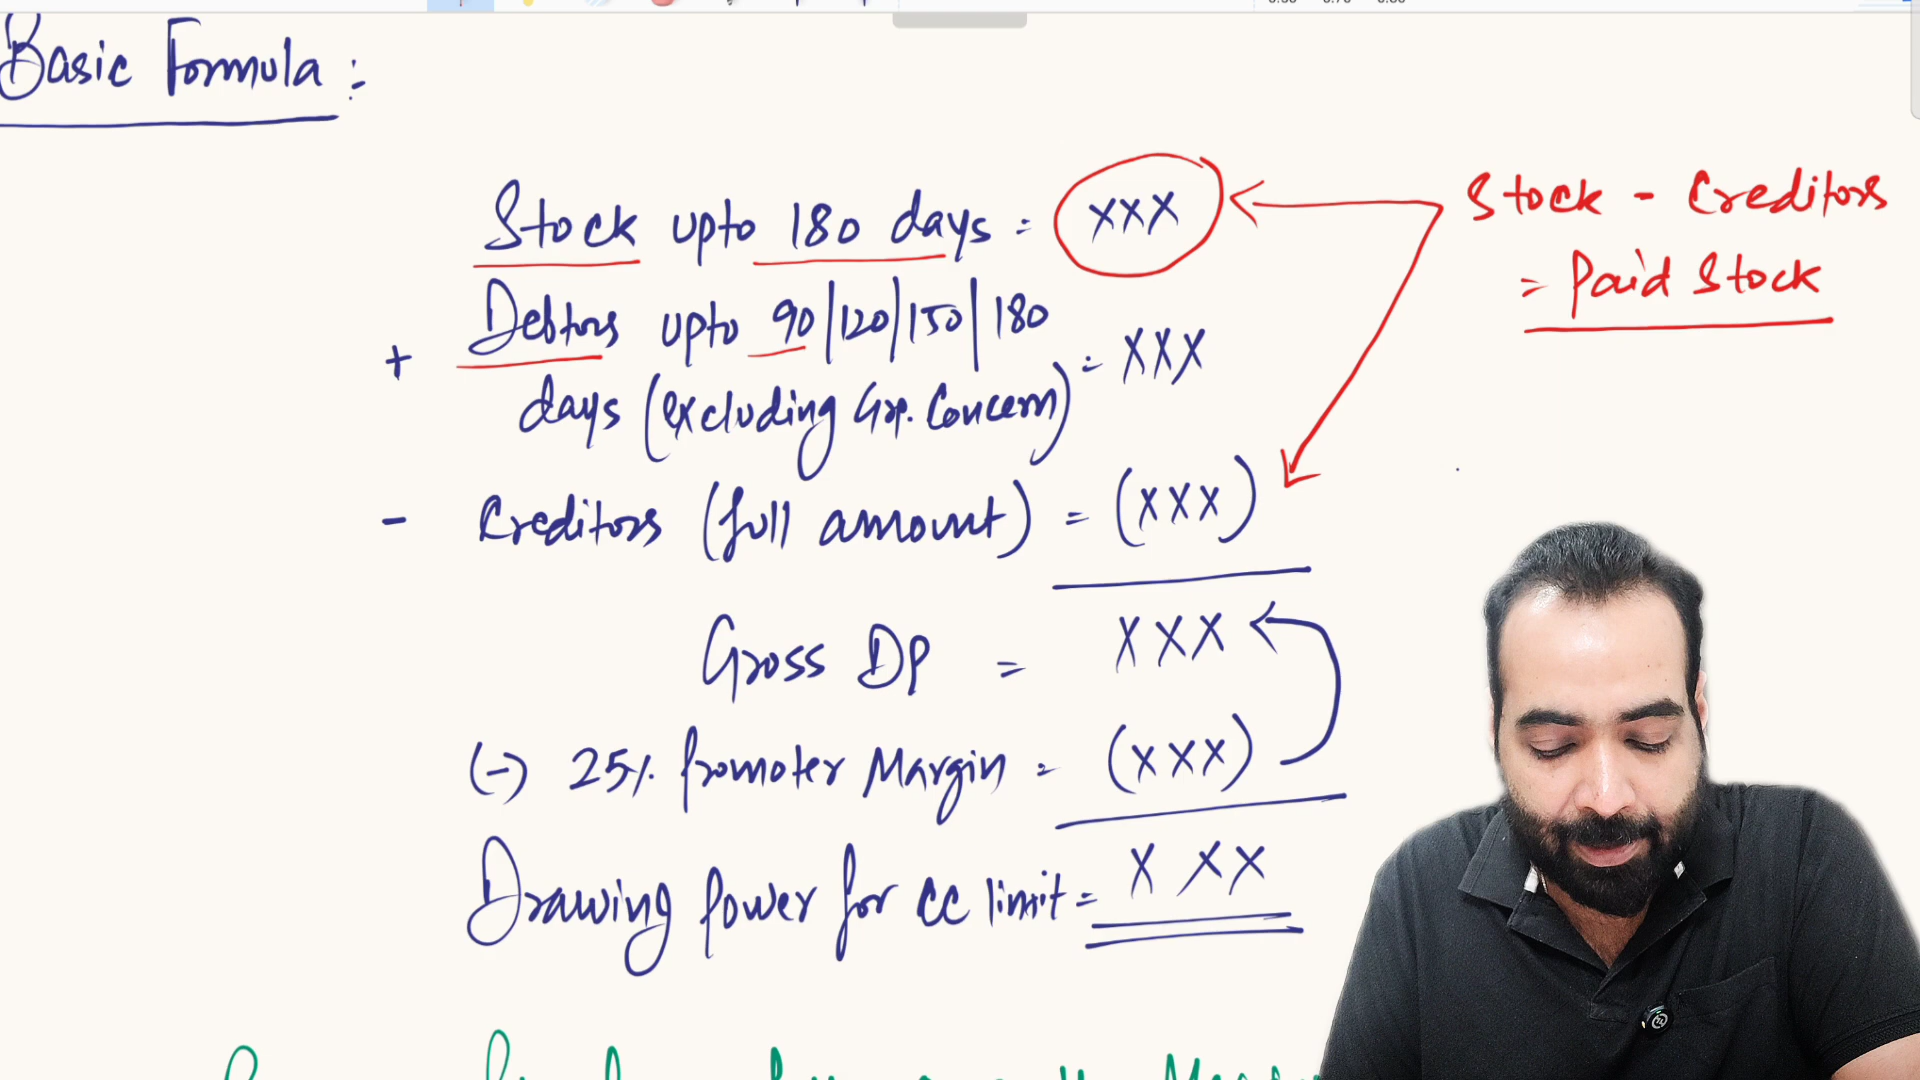 Basic Formula :
Stock upto 180 days = XXX
+ Debtors upto 90|120|150|180 days (excluding Grp. Concern) = XXX
- Creditors (full amount) = (XXX)
Gross DP = XXX
(-) 25% Promoter Margin = (XXX)
Drawing Power for CC limit = XXX
Stock - Creditors
= Paid Stock